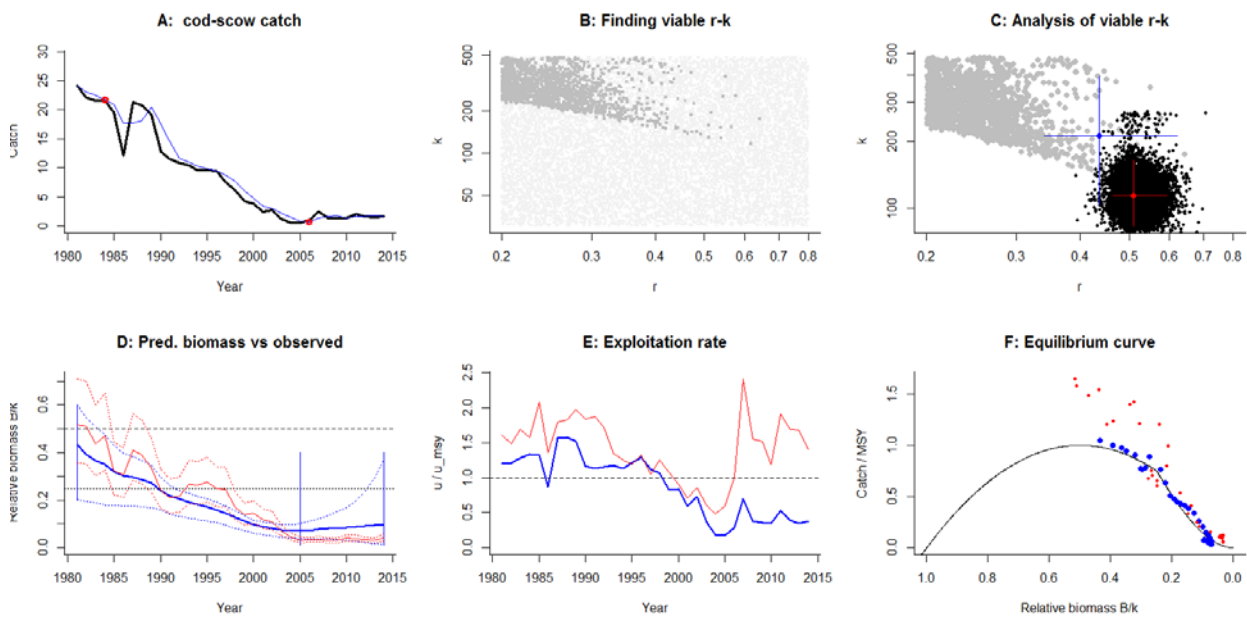 A: cod-scow catch
Catch
30
25
20
15
10
5
0
1980 1985 1990 1995 2000 2005 2010 2015
Year
B: Finding viable r-k
k
500
200
100
50
0.2 0.3 0.4 0.5 0.6 0.7 0.8
r
C: Analysis of viable r-k
k
500
300
200
100
0.2 0.3 0.4 0.5 0.6 0.7 0.8
r
D: Pred. biomass vs observed
Relative biomass B/k
0.6
0.4
0.2
0.0
1980 1985 1990 1995 2000 2005 2010 2015
Year
E: Exploitation rate
u / u_msy
2.5
2.0
1.5
1.0
0.5
0.0
1980 1985 1990 1995 2000 2005 2010 2015
Year
F: Equilibrium curve
Catch / MSY
1.5
1.0
0.5
0.0
1.0 0.8 0.6 0.4 0.2 0.0
Relative biomass B/k